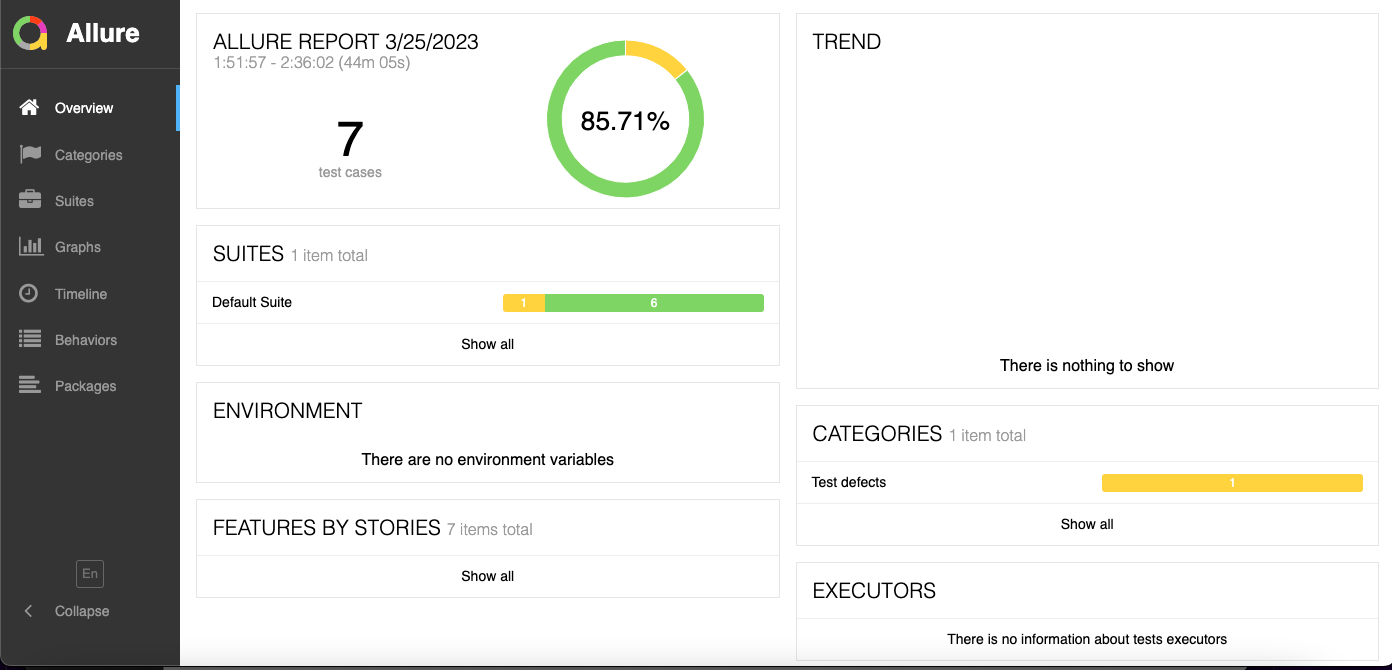 Allure
Overview
Categories
Suites
Graphs
Timeline
Behaviors
Packages
En
Collapse
ALLURE REPORT 3/25/2023
1:51:57 - 2:36:02 (44m 05s)
7
test cases
85.71%
SUITES 1 item total
Default Suite 1 6
Show all
ENVIRONMENT
There are no environment variables
FEATURES BY STORIES 7 items total
Show all
TREND
There is nothing to show
CATEGORIES 1 item total
Test defects 1
Show all
EXECUTORS
There is no information about tests executors